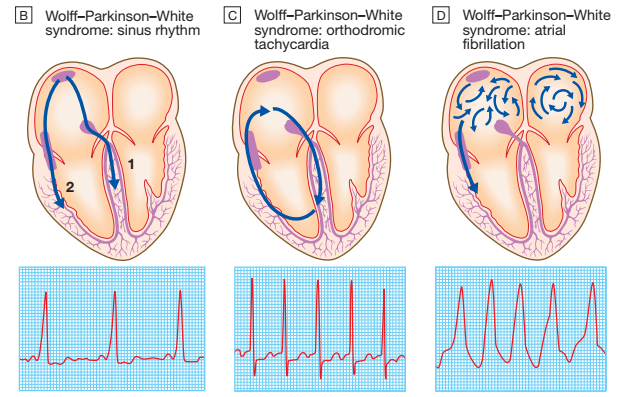 B Wolff–Parkinson–White
syndrome: sinus rhythm
C Wolff–Parkinson–White
syndrome: orthodromic
tachycardia
D Wolff–Parkinson–White
syndrome: atrial
fibrillation
1
2